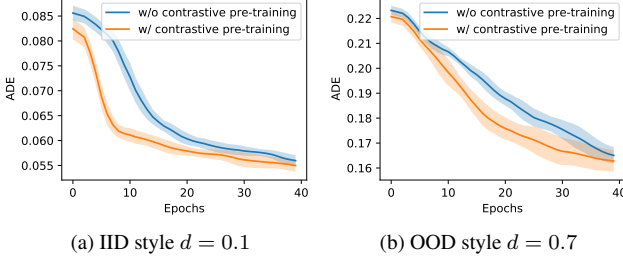 w/o contrastive pre-training
w/ contrastive pre-training
0.085
0.080
0.075
0.070
0.065
0.060
0.055
ADE
0 10 20 30 40
Epochs
(a) IID style d = 0.1
w/o contrastive pre-training
w/ contrastive pre-training
0.22
0.21
0.20
0.19
0.18
0.17
0.16
ADE
0 10 20 30 40
Epochs
(b) OOD style d = 0.7